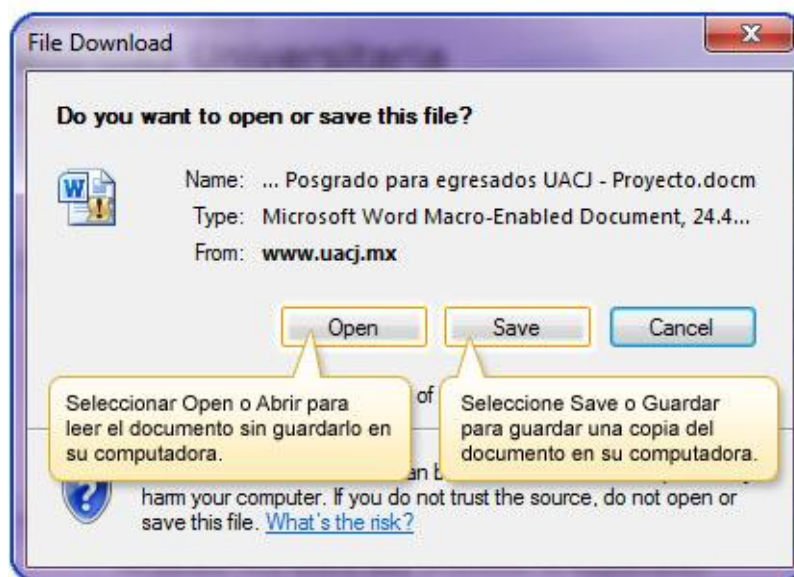 File Download
Universitaria
Do you want to open or save this file?
Name: ... Posgrado para egresados UACJ - Proyecto.docm
Type: Microsoft Word Macro-Enabled Document, 24.4...
From: www.uacj.mx
Open Save Cancel
Seleccionar Open o Abrir para
leer el documento sin guardarlo en
su computadora.
of
Seleccione Save o Guardar
para guardar una copia del
documento en su computadora.
harm your computer. If you do not trust the source, do not open or
save this file. What's the risk?